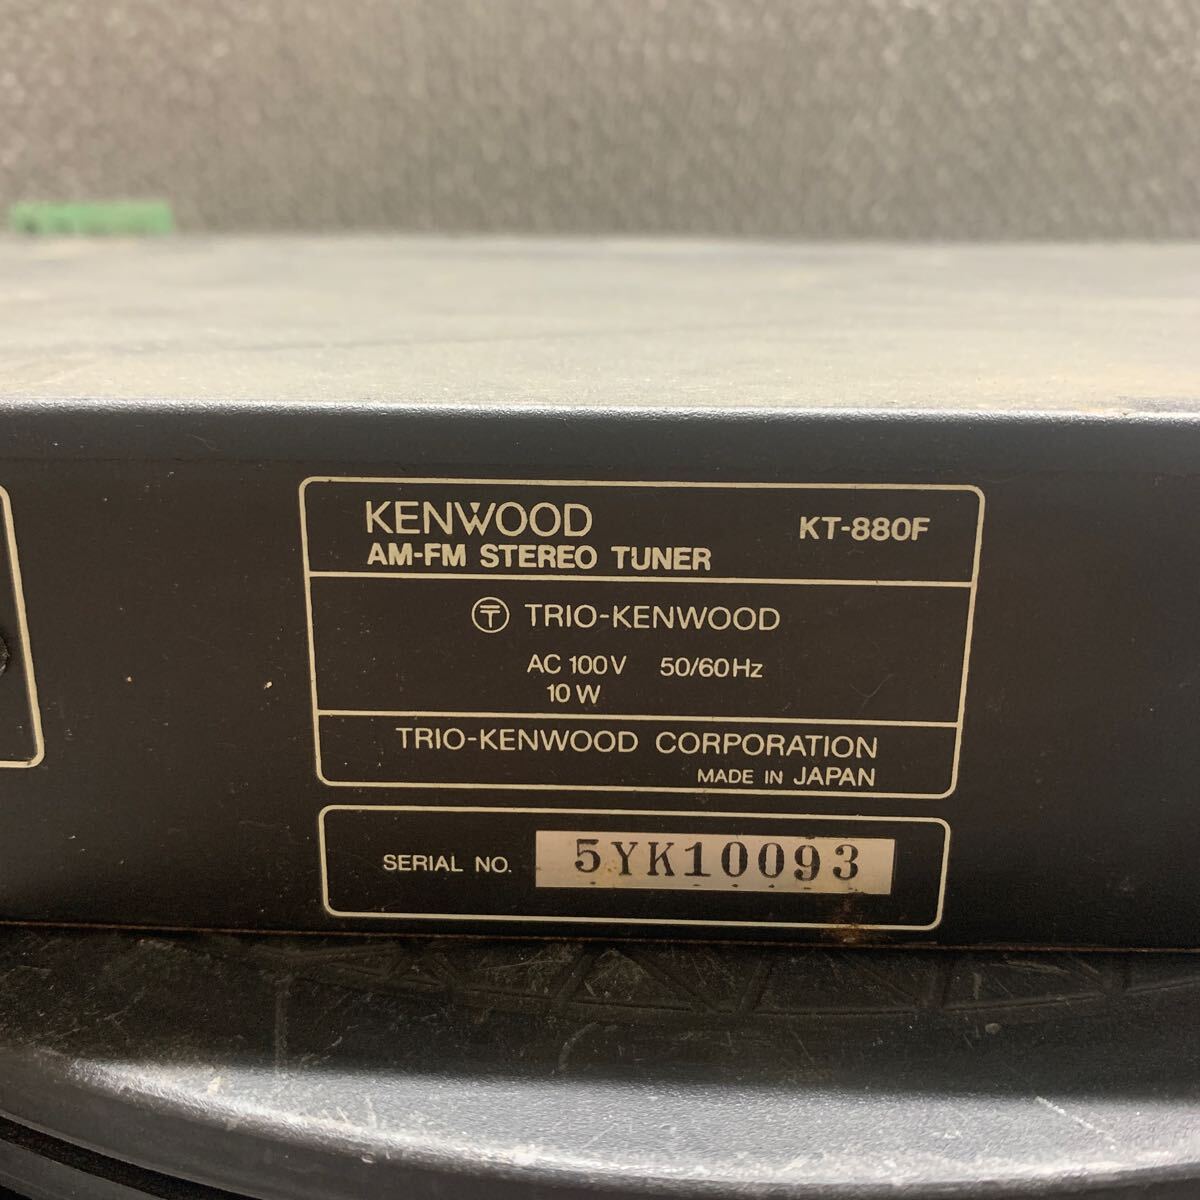 KENWOOD KT-880F
AM-FM STEREO TUNER
〒 TRIO-KENWOOD
AC 100V 50/60Hz
10W
TRIO-KENWOOD CORPORATION
MADE IN JAPAN
SERIAL NO. 5YK10093